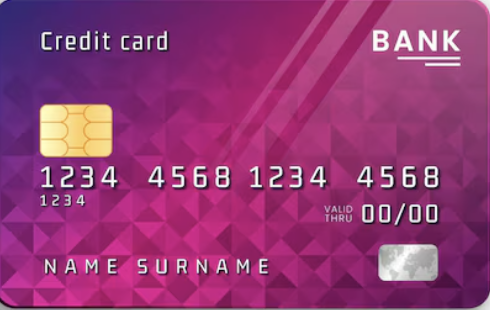 Credit card
BANK
1234 4568 1234 4568
1234
VALID
THRU 00/00
NAME SURNAME